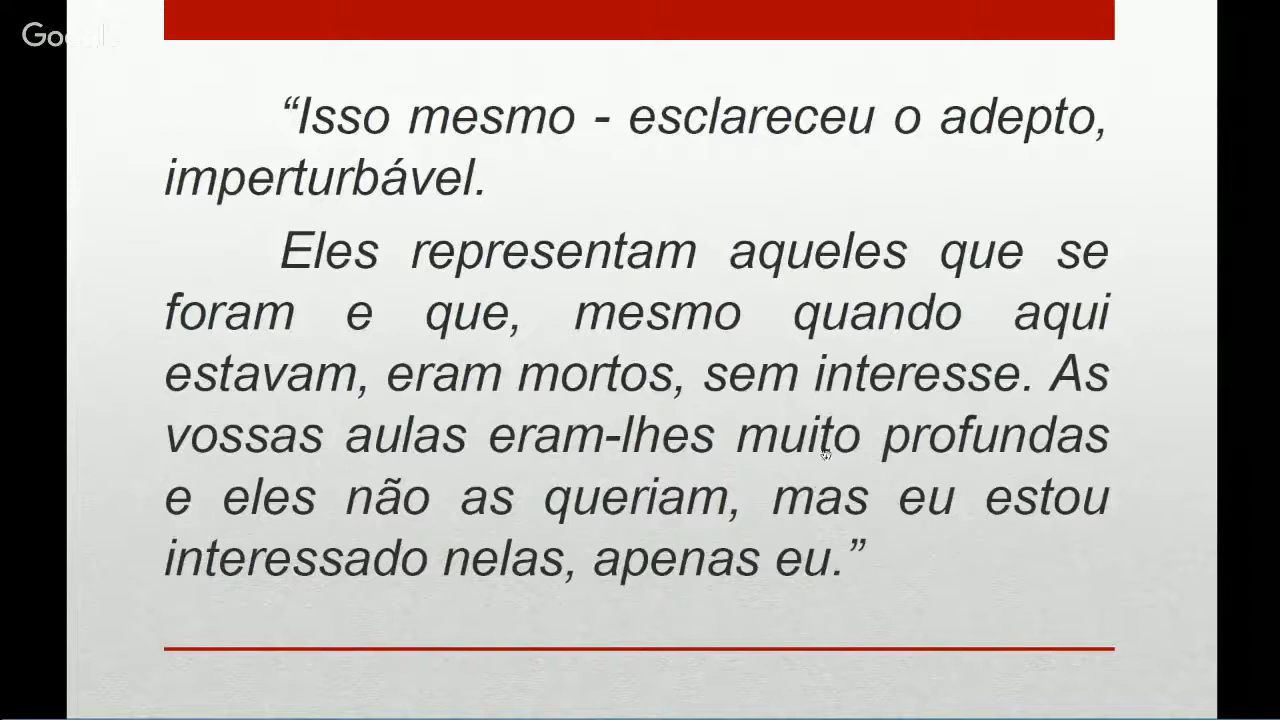 “Isso mesmo - esclareceu o adepto,
imperturbável.
Eles representam aqueles que se
foram e que, mesmo quando aqui
estavam, eram mortos, sem interesse. As
vossas aulas eram-lhes muito profundas
e eles não as queriam, mas eu estou
interessado nelas, apenas eu.”